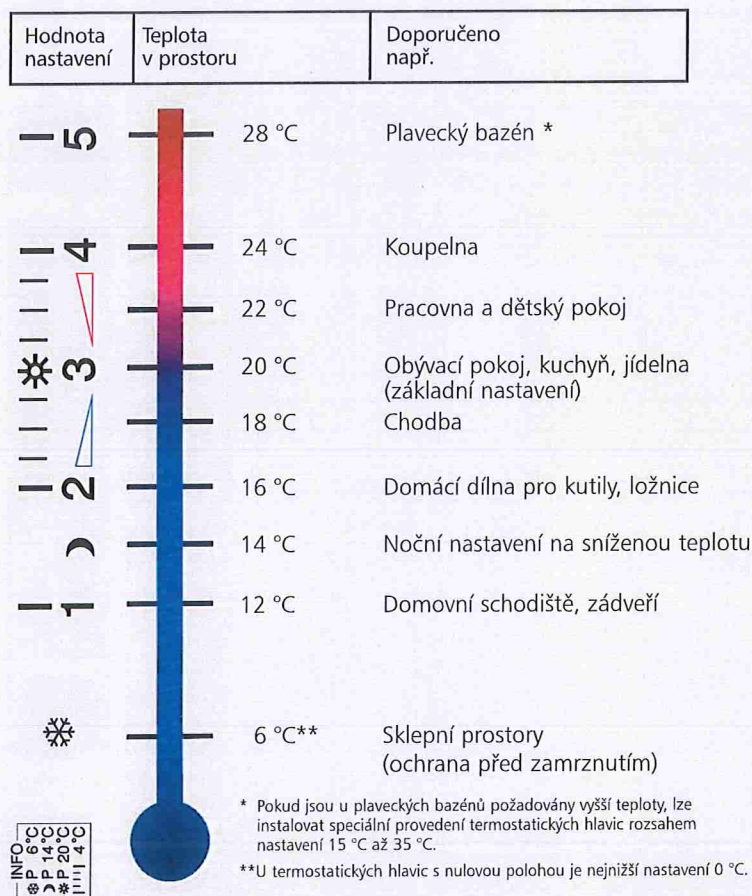 Hodnota nastavení Teplota v prostoru Doporučeno např.
5 28 °C Plavecký bazén *
4 24 °C Koupelna
22 °C Pracovna a dětský pokoj
3 20 °C Obývací pokoj, kuchyň, jídelna
(základní nastavení)
18 °C Chodba
2 16 °C Domácí dílna pro kutily, ložnice
14 °C Noční nastavení na sníženou teplotu
1 12 °C Domovní schodiště, zádveří
6 °C** Sklepní prostory
(ochrana před zamrznutím)
* Pokud jsou u plaveckých bazénů požadovány vyšší teploty, lze
instalovat speciální provedení termostatických hlavic rozsahem
nastavení 15 °C až 35 °C.
**U termostatických hlavic s nulovou polohou je nejnižší nastavení 0 °C.
INFO
P 6°C
P 14°C
P 20°C
4°C